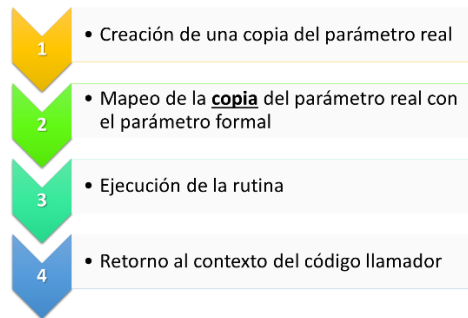 1
• Creación de una copia del parámetro real
2
• Mapeo de la copia del parámetro real con
el parámetro formal
3
• Ejecución de la rutina
4
• Retorno al contexto del código llamador